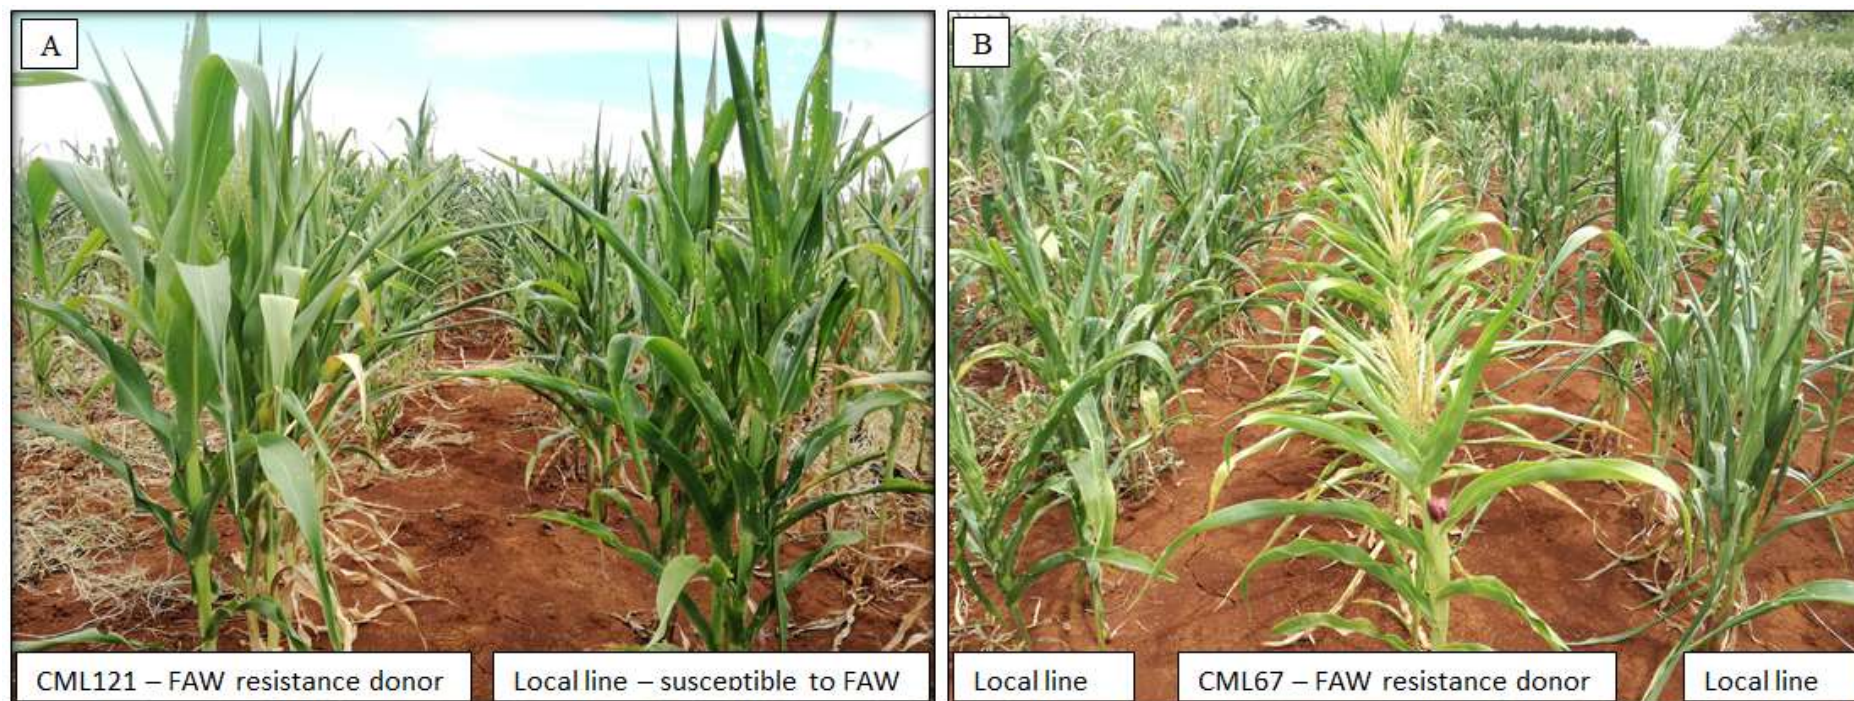 A
B
CML121 – FAW resistance donor
Local line – susceptible to FAW
Local line
CML67 – FAW resistance donor
Local line